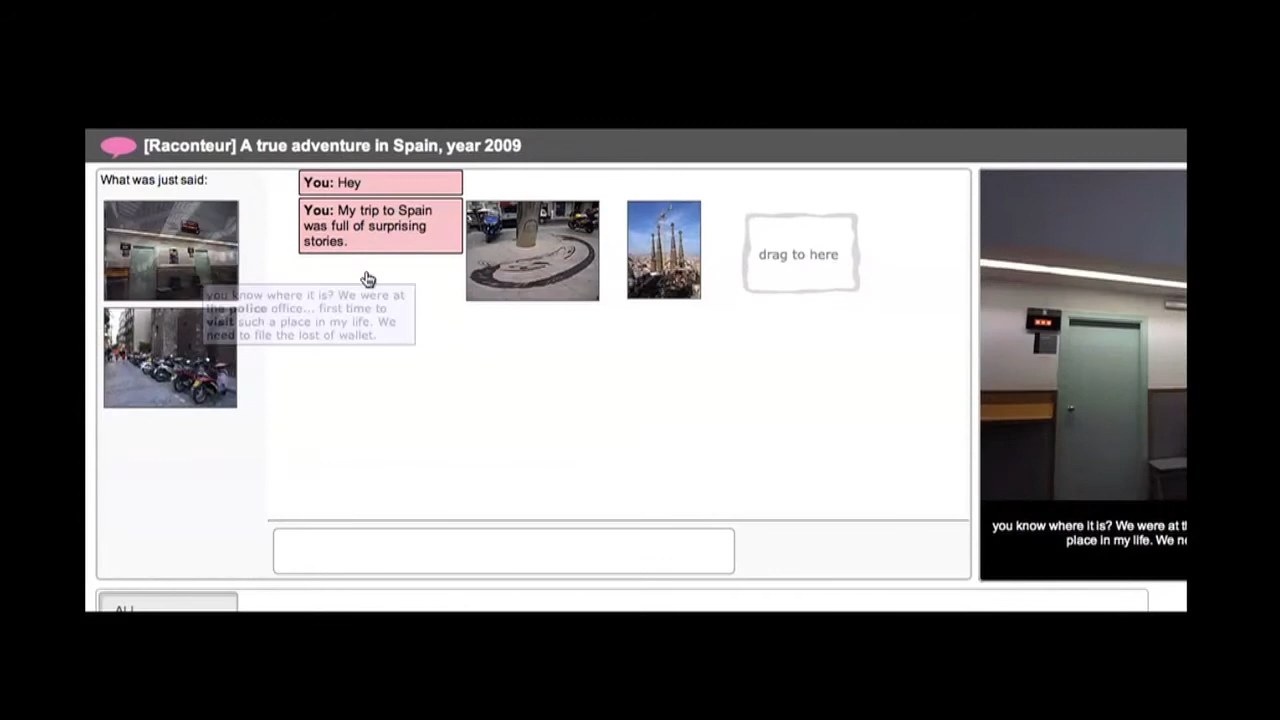 [Raconteur] A true adventure in Spain, year 2009
What was just said:
You: Hey
You: My trip to Spain
was full of surprising
stories.
drag to here
you know where it is? We were at
the police office... first time to
visit such a place in my life. We
need to file the lost of wallet.
you know where it is? We were at t
place in my life. We ne
ALL